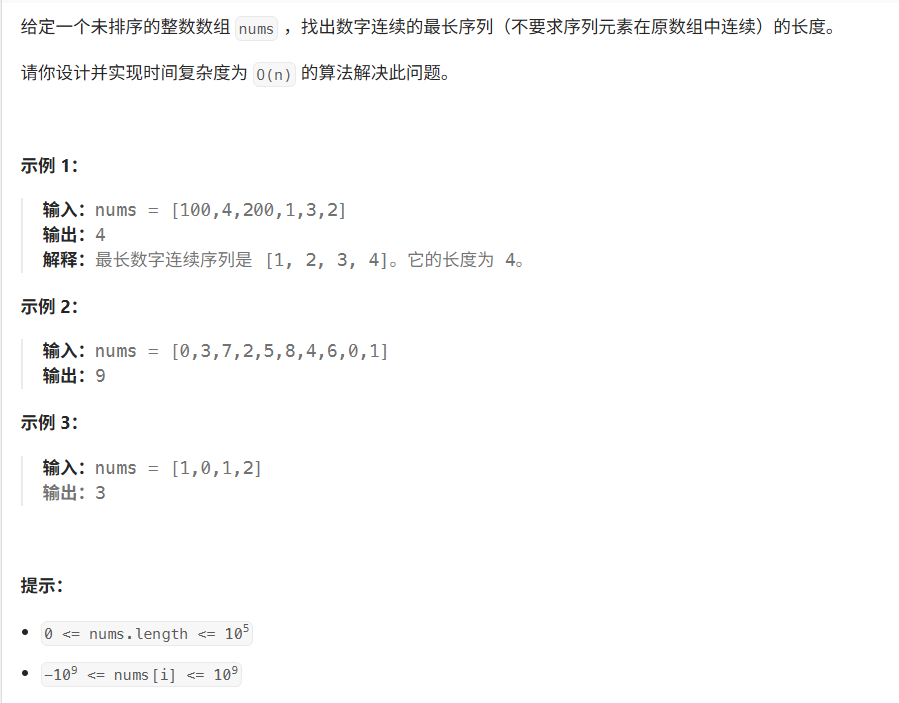 给定一个未排序的整数数组 nums ，找出数字连续的最长序列（不要求序列元素在原数组中连续）的长度。
请你设计并实现时间复杂度为 O(n) 的算法解决此问题。
示例 1：
输入：nums = [100,4,200,1,3,2]
输出：4
解释：最长数字连续序列是 [1, 2, 3, 4]。它的长度为 4。
示例 2：
输入：nums = [0,3,7,2,5,8,4,6,0,1]
输出：9
示例 3：
输入：nums = [1,0,1,2]
输出：3
提示：
• 0 <= nums.length <= 10⁵
• -10⁹ <= nums[i] <= 10⁹